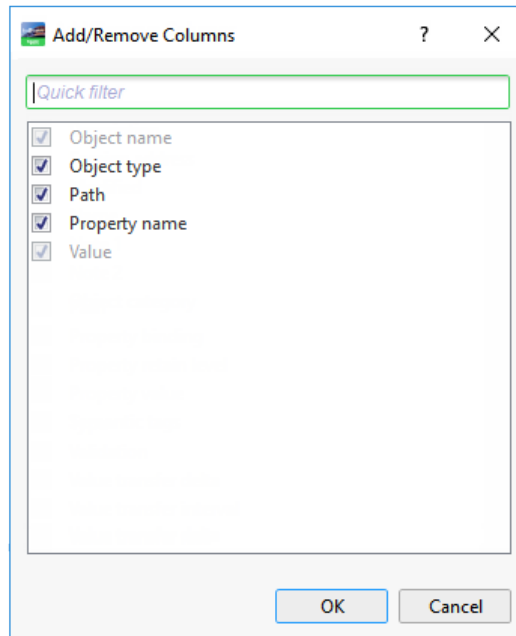 Add/Remove Columns
?
Quick filter
Object name
Object type
Path
Property name
Value
OK
Cancel